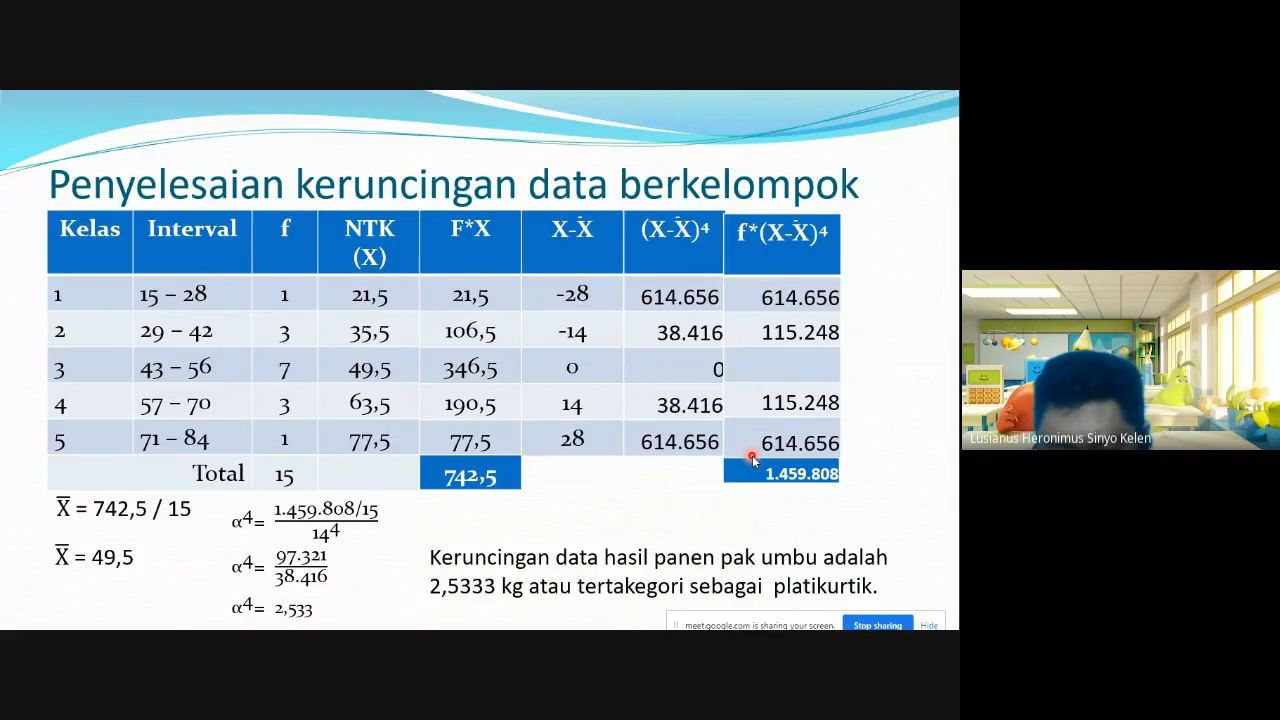 Penyelesaian keruncingan data berkelompok
Kelas Interval f NTK (X) F*X X-Ẋ (X-Ẋ)⁴ f*(X-Ẋ)⁴
1 15 – 28 1 21,5 21,5 -28 614.656 614.656
2 29 – 42 3 35,5 106,5 -14 38.416 115.248
3 43 – 56 7 49,5 346,5 0 0
4 57 – 70 3 63,5 190,5 14 38.416 115.248
5 71 – 84 1 77,5 77,5 28 614.656 614.656
Total 15 742,5 1.459.808
X̅ = 742,5 / 15
X̅ = 49,5
α⁴= 1.459.808/15
14⁴
α⁴= 97.321
38.416
α⁴= 2,533
Keruncingan data hasil panen pak umbu adalah
2,5333 kg atau tertakegori sebagai platikurtik.
meet.google.com is sharing your screen. Stop sharing Hide
Lusianus Heronimus Sinyo Kelen